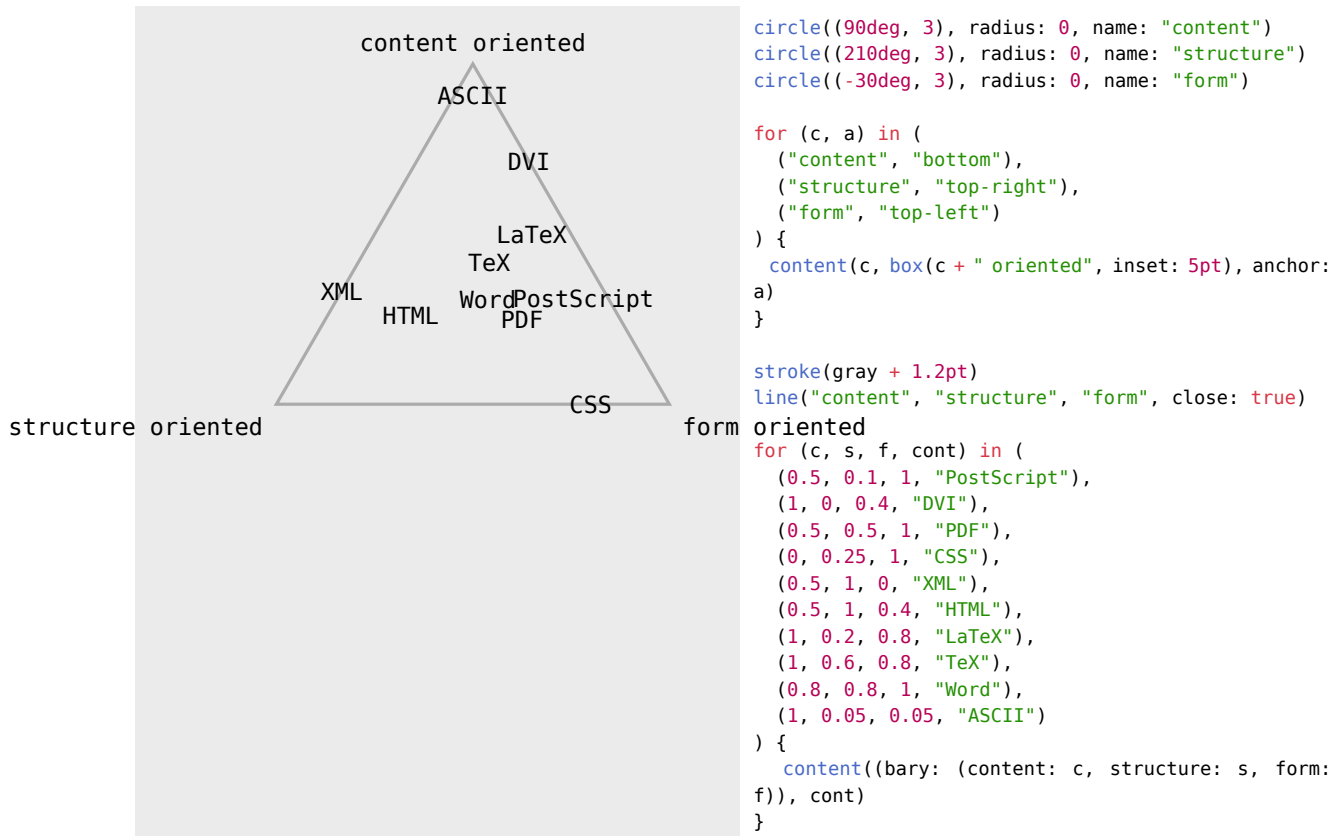 content oriented
ASCII
DVI
LaTeX
TeX
XML
Word
PostScript
HTML
PDF
CSS
structure oriented
form oriented
circle((90deg, 3), radius: 0, name: "content")
circle((210deg, 3), radius: 0, name: "structure")
circle((-30deg, 3), radius: 0, name: "form")
for (c, a) in (
("content", "bottom"),
("structure", "top-right"),
("form", "top-left")
) {
content(c, box(c + " oriented", inset: 5pt), anchor:
a)
}
stroke(gray + 1.2pt)
line("content", "structure", "form", close: true)
for (c, s, f, cont) in (
(0.5, 0.1, 1, "PostScript"),
(1, 0, 0.4, "DVI"),
(0.5, 0.5, 1, "PDF"),
(0, 0.25, 1, "CSS"),
(0.5, 1, 0, "XML"),
(0.5, 1, 0.4, "HTML"),
(1, 0.2, 0.8, "LaTeX"),
(1, 0.6, 0.8, "TeX"),
(0.8, 0.8, 1, "Word"),
(1, 0.05, 0.05, "ASCII")
) {
content((bary: (content: c, structure: s, form:
f)), cont)
}